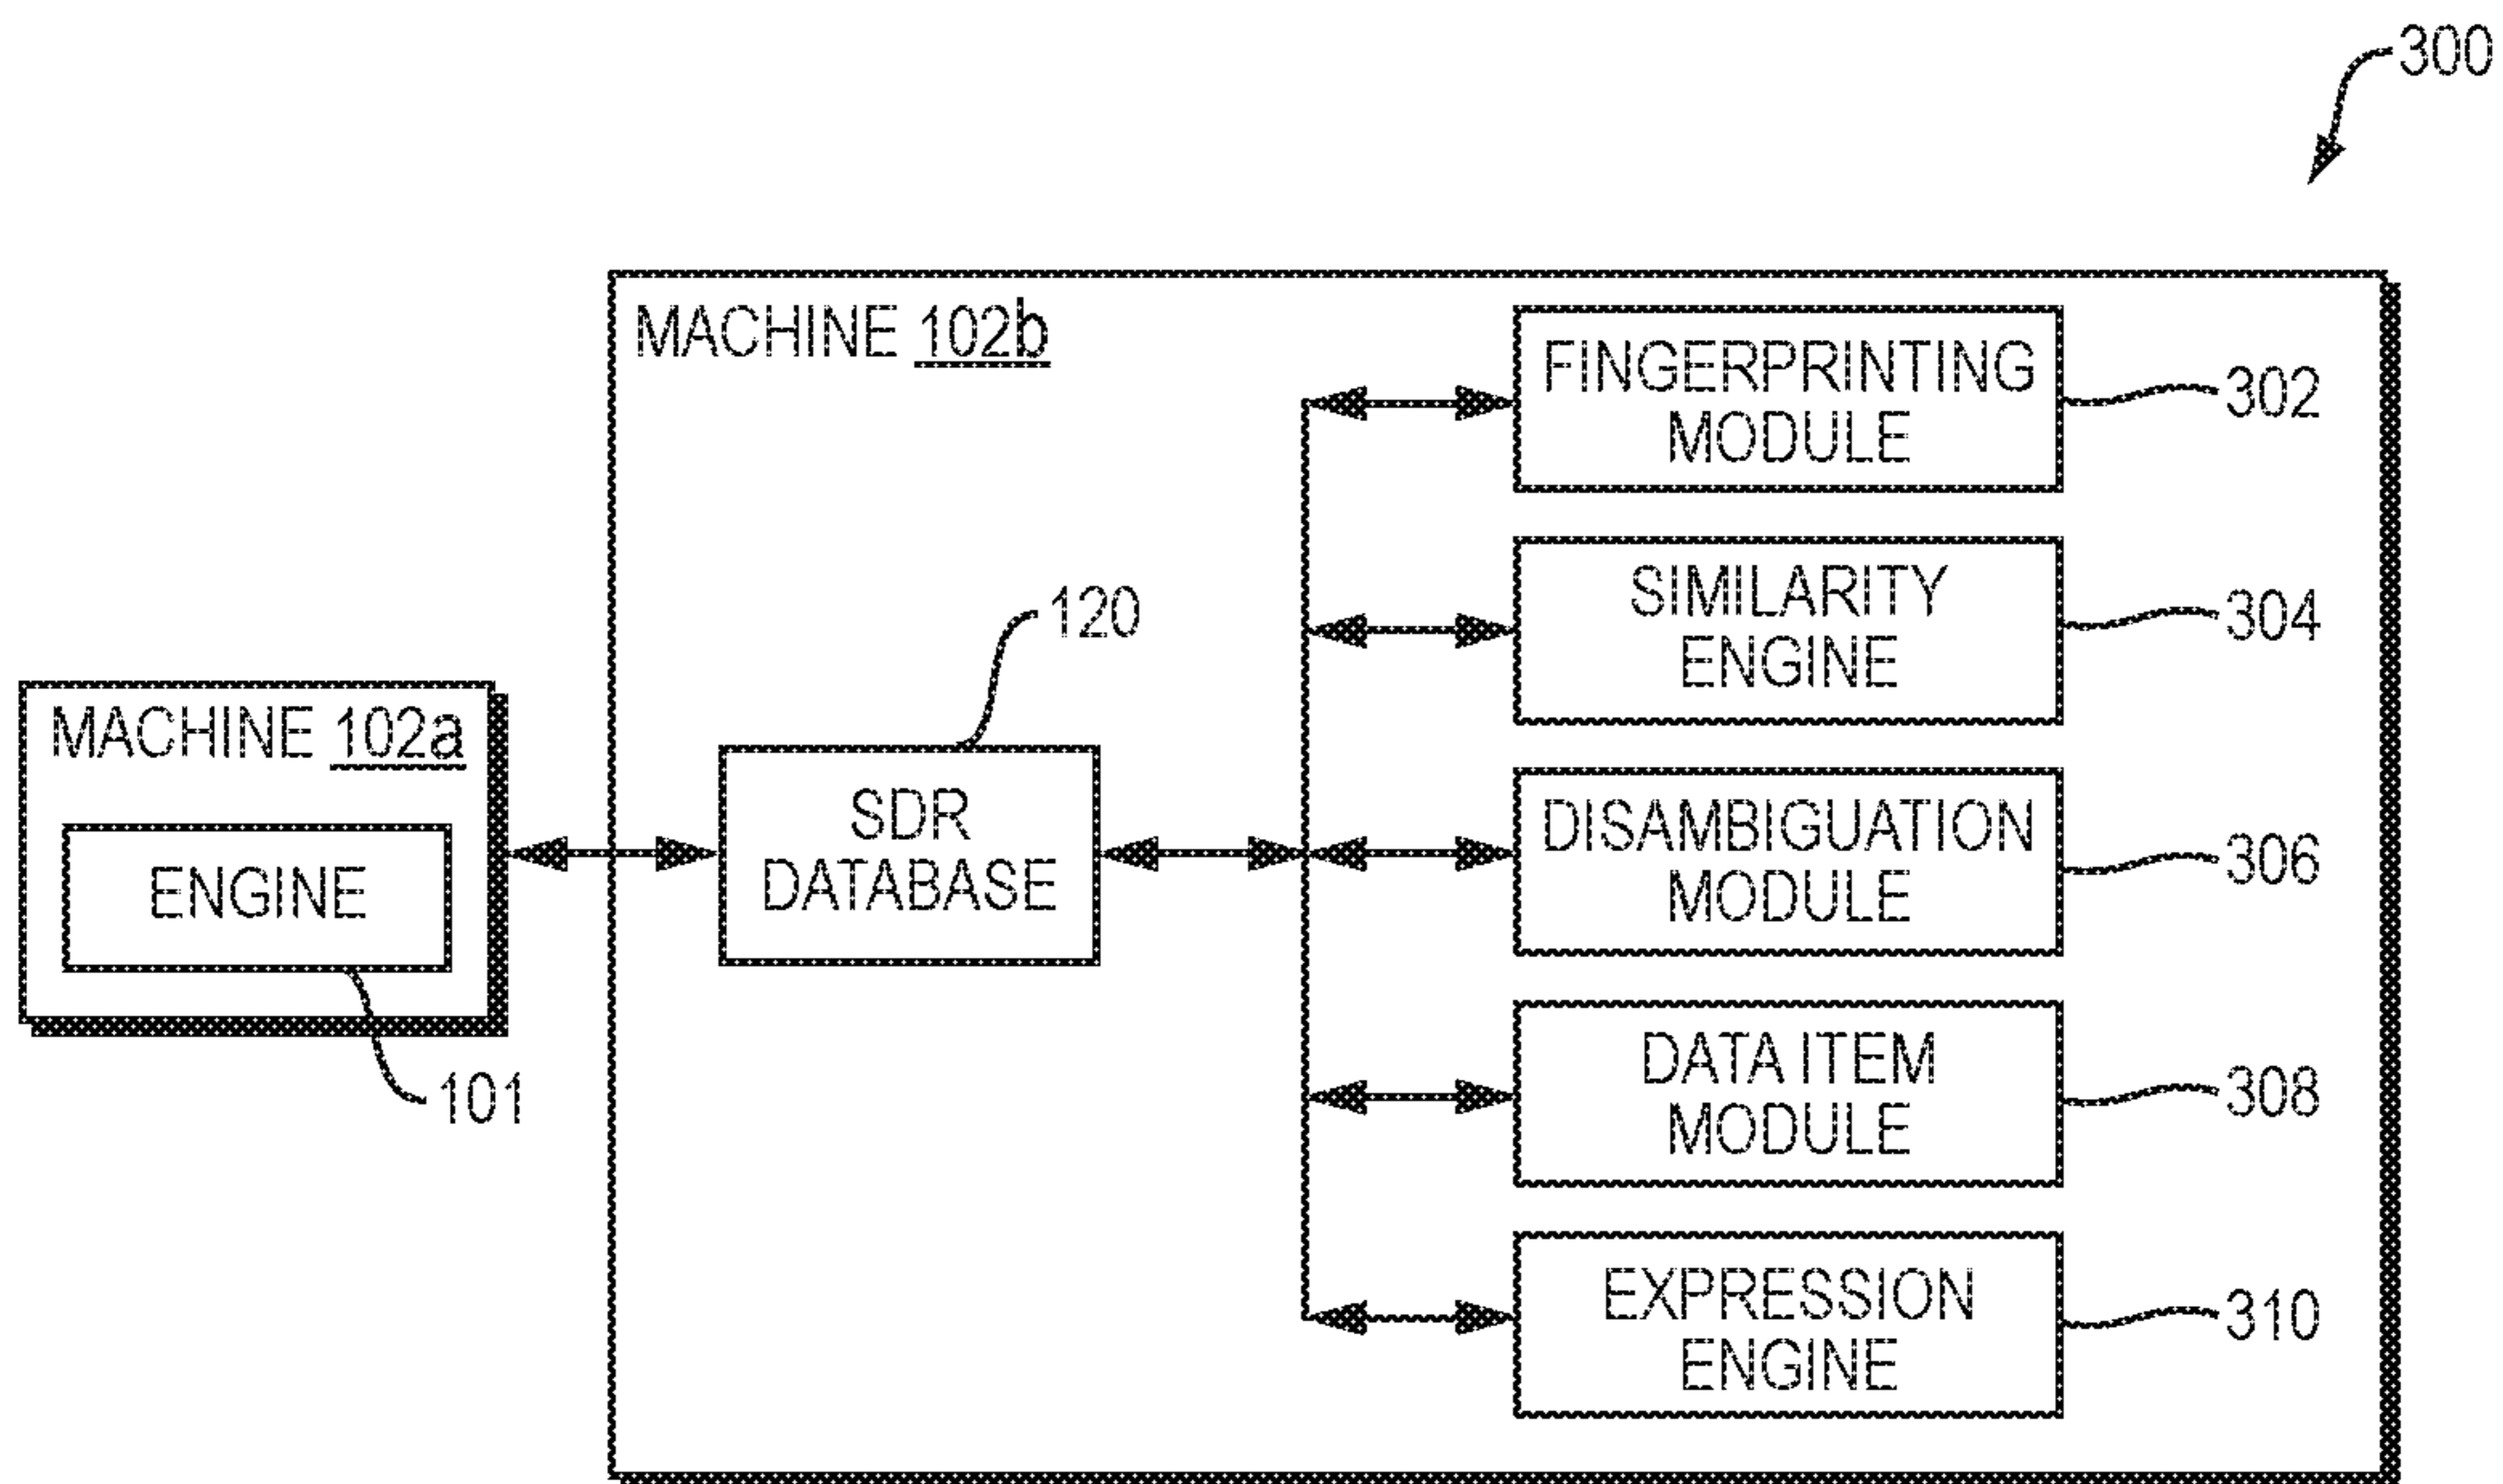 300
MACHINE 102b
FINGERPRINTING
MODULE
302
SIMILARITY
ENGINE
304
120
MACHINE 102a
SDR
DATABASE
DISAMBIGUATION
MODULE
306
ENGINE
101
DATA ITEM
MODULE
308
EXPRESSION
ENGINE
310